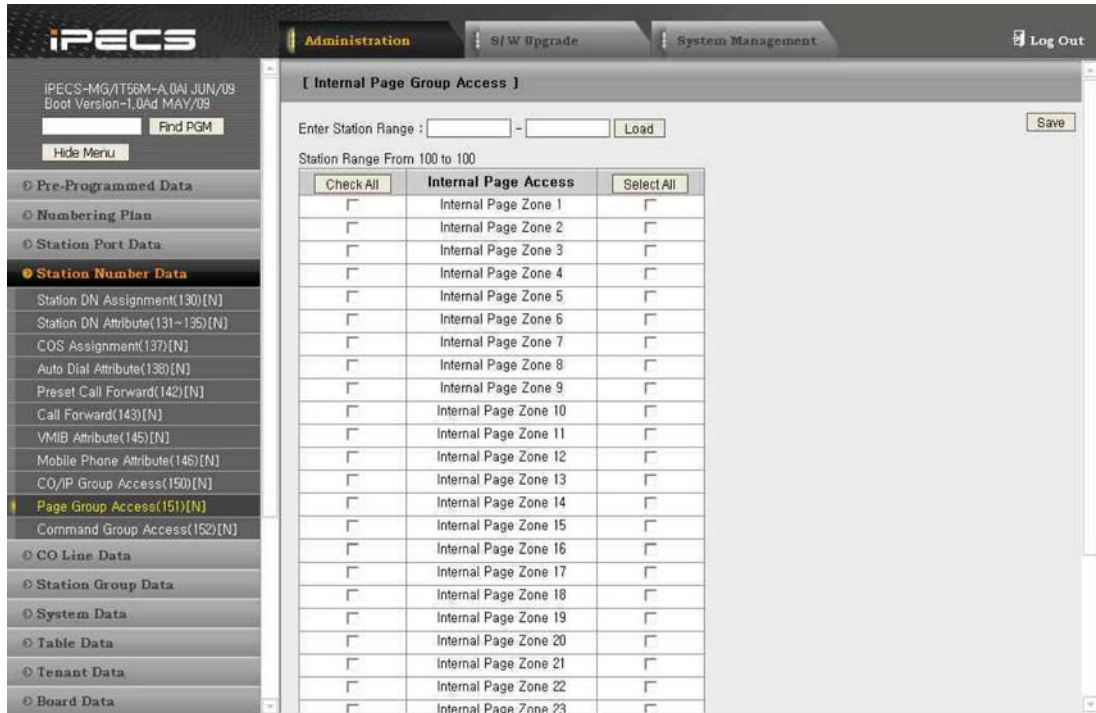 iPECS
Administration
S/W Upgrade
System Management
Log Out
IPECS-MG/IT56M-A.0Al JUN/09
Boot Version-1.0Ad MAY/09
Find PGM
Hide Menu
Pre-Programmed Data
Numbering Plan
Station Port Data
Station Number Data
Station DN Assignment(130)[N]
Station DN Attribute(131~135)[N]
COS Assignment(137)[N]
Auto Dial Attribute(138)[N]
Preset Call Forward(142)[N]
Call Forward(143)[N]
VMIB Attribute(145)[N]
Mobile Phone Attribute(146)[N]
CO/IP Group Access(150)[N]
Page Group Access(151)[N]
Command Group Access(152)[N]
CO Line Data
Station Group Data
System Data
Table Data
Tenant Data
Board Data
[ Internal Page Group Access ]
Enter Station Range : - Load
Save
Station Range From 100 to 100
Check All Internal Page Access Select All
Internal Page Zone 1
Internal Page Zone 2
Internal Page Zone 3
Internal Page Zone 4
Internal Page Zone 5
Internal Page Zone 6
Internal Page Zone 7
Internal Page Zone 8
Internal Page Zone 9
Internal Page Zone 10
Internal Page Zone 11
Internal Page Zone 12
Internal Page Zone 13
Internal Page Zone 14
Internal Page Zone 15
Internal Page Zone 16
Internal Page Zone 17
Internal Page Zone 18
Internal Page Zone 19
Internal Page Zone 20
Internal Page Zone 21
Internal Page Zone 22
Internal Page Zone 23